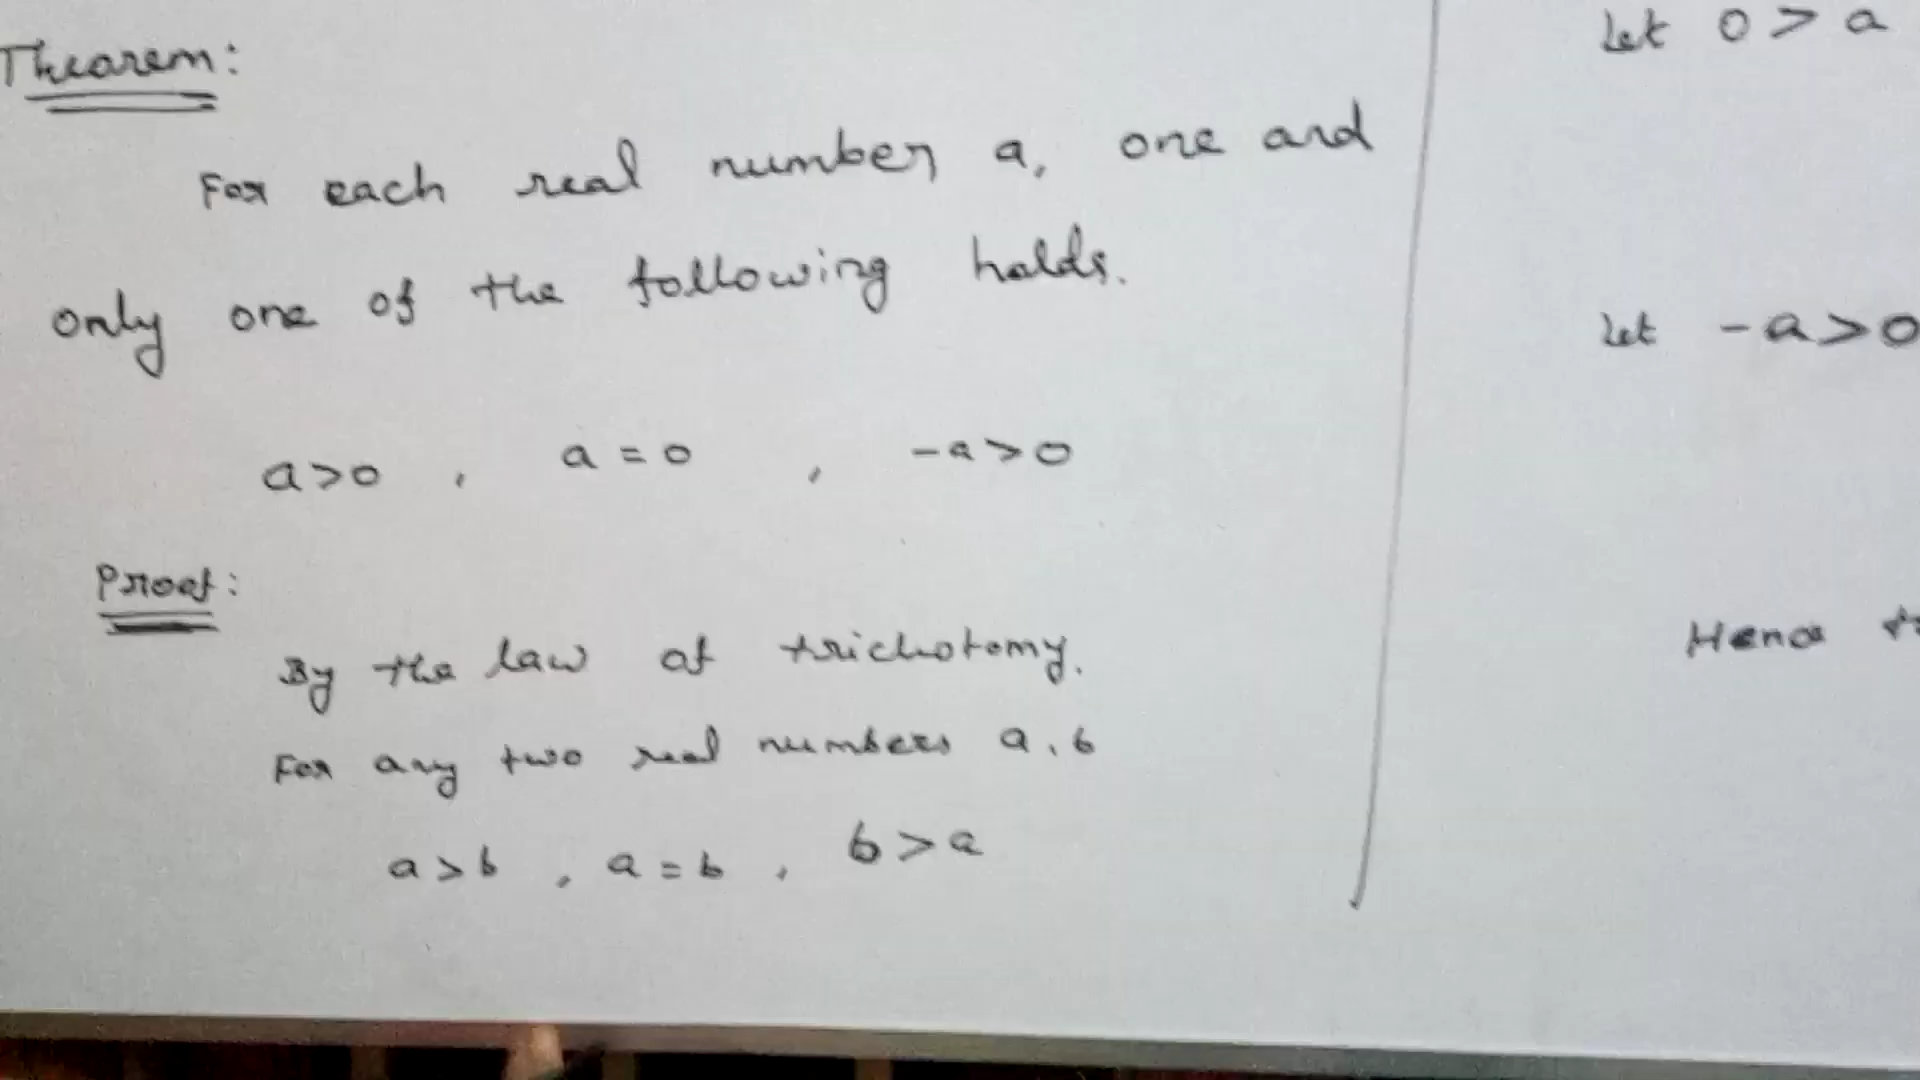 Theorem:
For each real number a, one and
only one of the following holds.
a>0 , a = 0 , -a>0
Proof:
By the law of trichotomy.
For any two real numbers a, b
a>b , a = b , b>a
Let 0 > a
Let -a>0
Hence